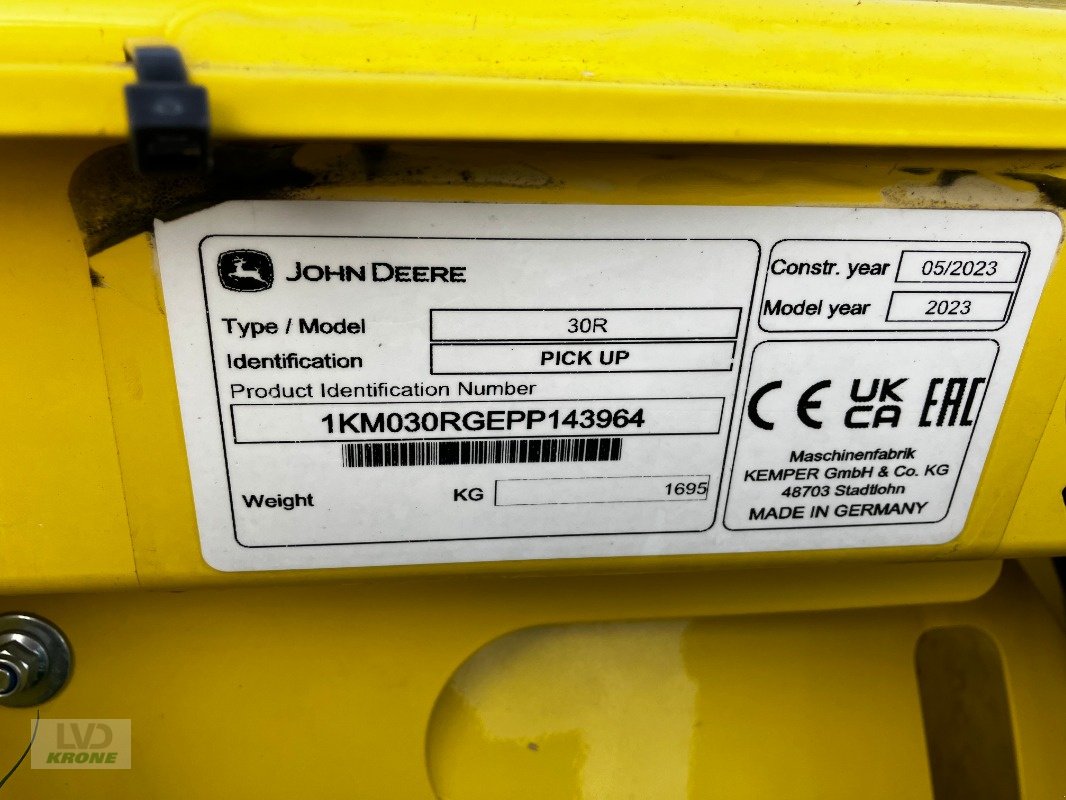 JOHN DEERE
Type / Model 30R
Identification PICK UP
Product Identification Number
1KM030RGEPP143964
Weight KG 1695
Constr. year 05/2023
Model year 2023
CE UK CA EAC
Maschinenfabrik
KEMPER GmbH & Co. KG
48703 Stadtlohn
MADE IN GERMANY
LVD
KRONE